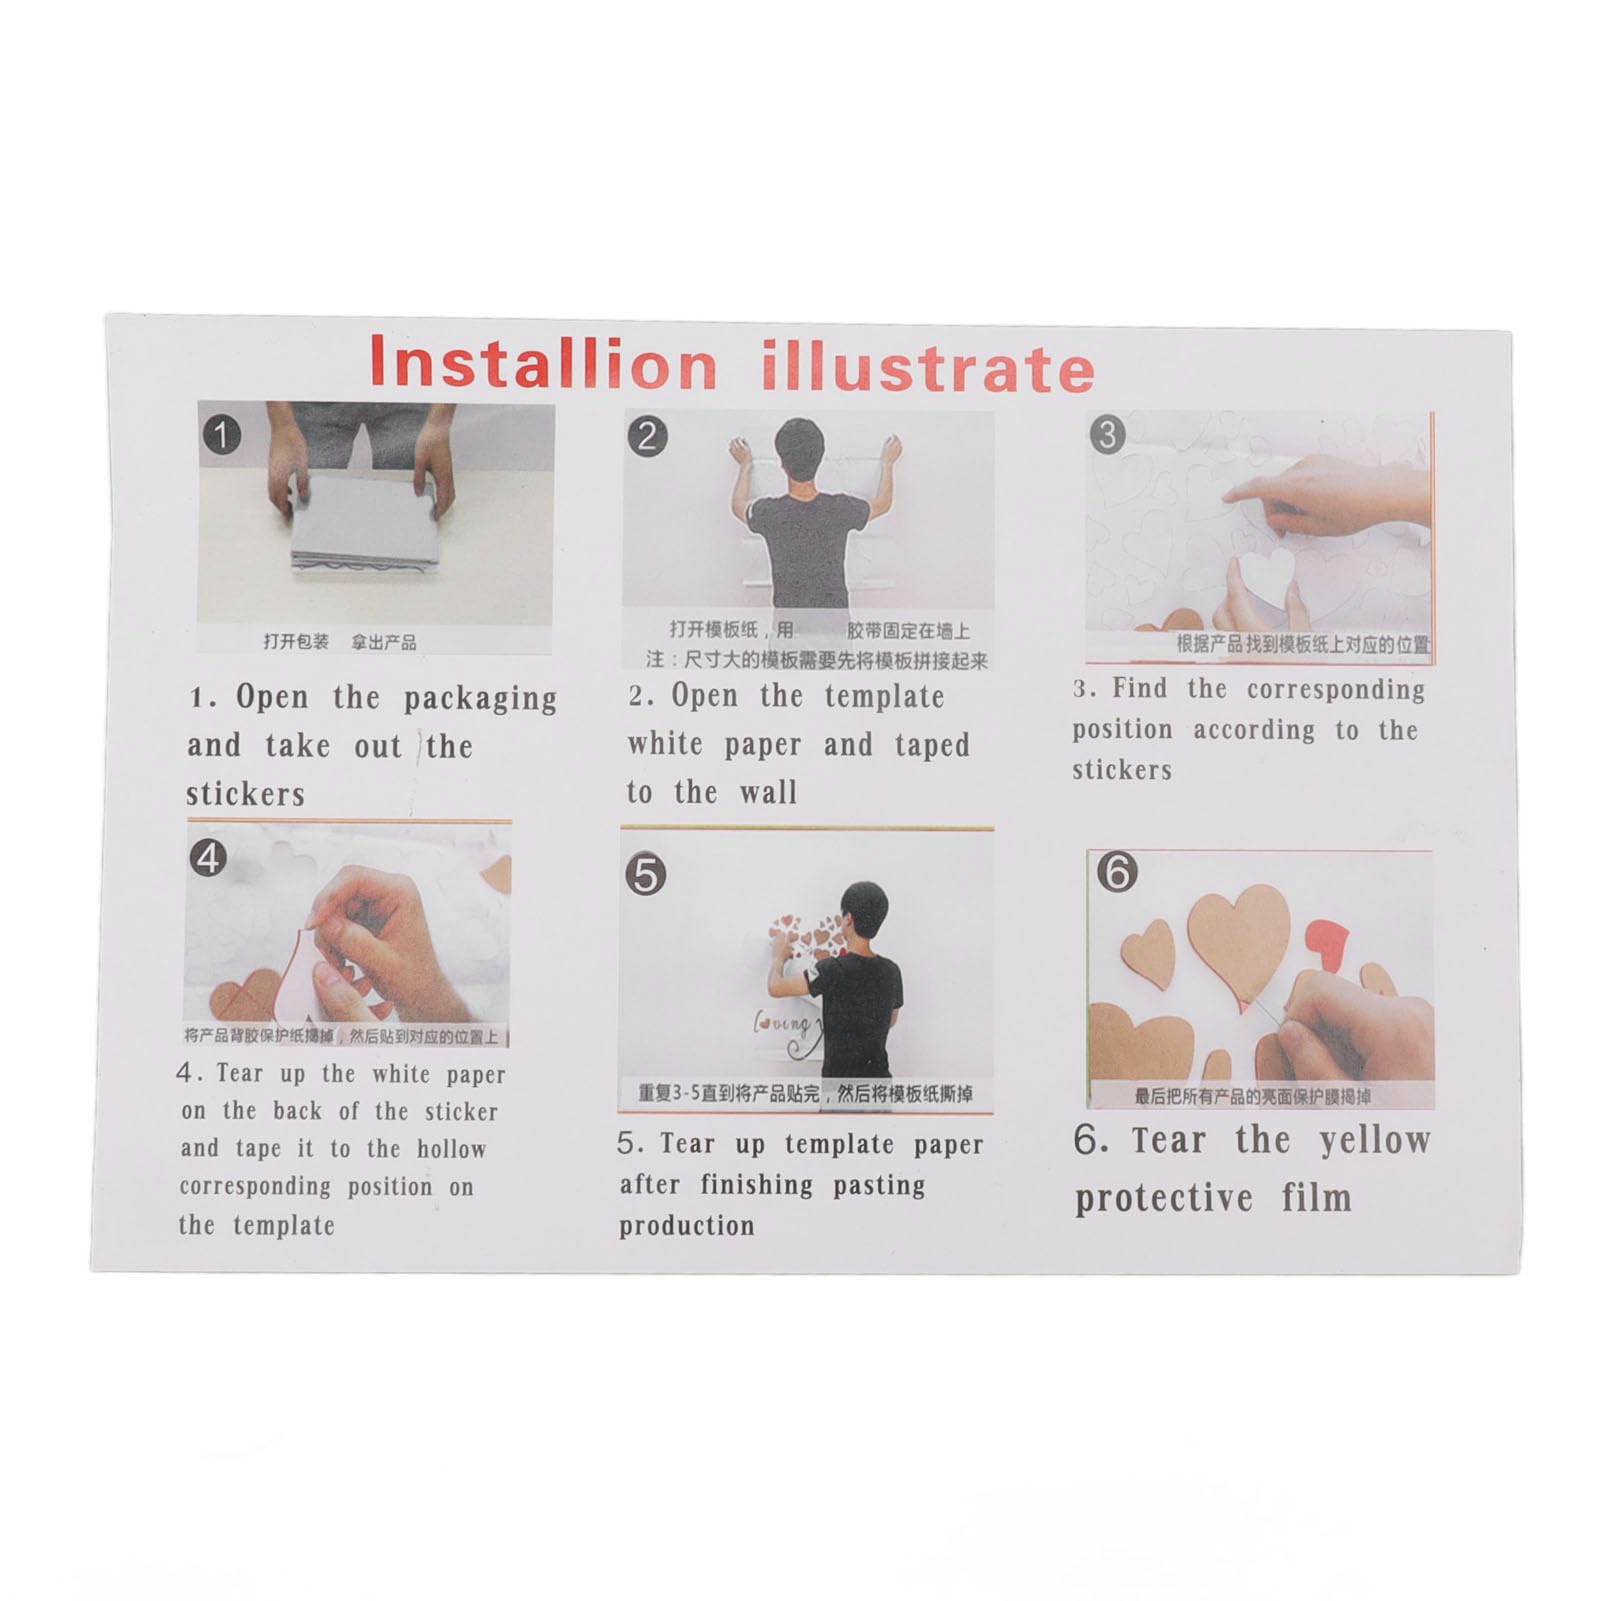 Installion illustrate
1
打开包装 拿出产品
1. Open the packaging
and take out the
stickers
2
打开模板纸，用 胶带固定在墙上
注：尺寸大的模板需要先将模板拼接起来
2. Open the template
white paper and taped
to the wall
3
根据产品找到模板纸上对应的位置
3. Find the corresponding
position according to the
stickers
4
将产品背胶保护纸揭掉，然后贴到对应的位置上
4. Tear up the white paper
on the back of the sticker
and tape it to the hollow
corresponding position on
the template
5
重复3-5直到将产品贴完，然后将模板纸撕掉
5. Tear up template paper
after finishing pasting
production
6
最后把所有产品的亮面保护膜揭掉
6. Tear the yellow
protective film